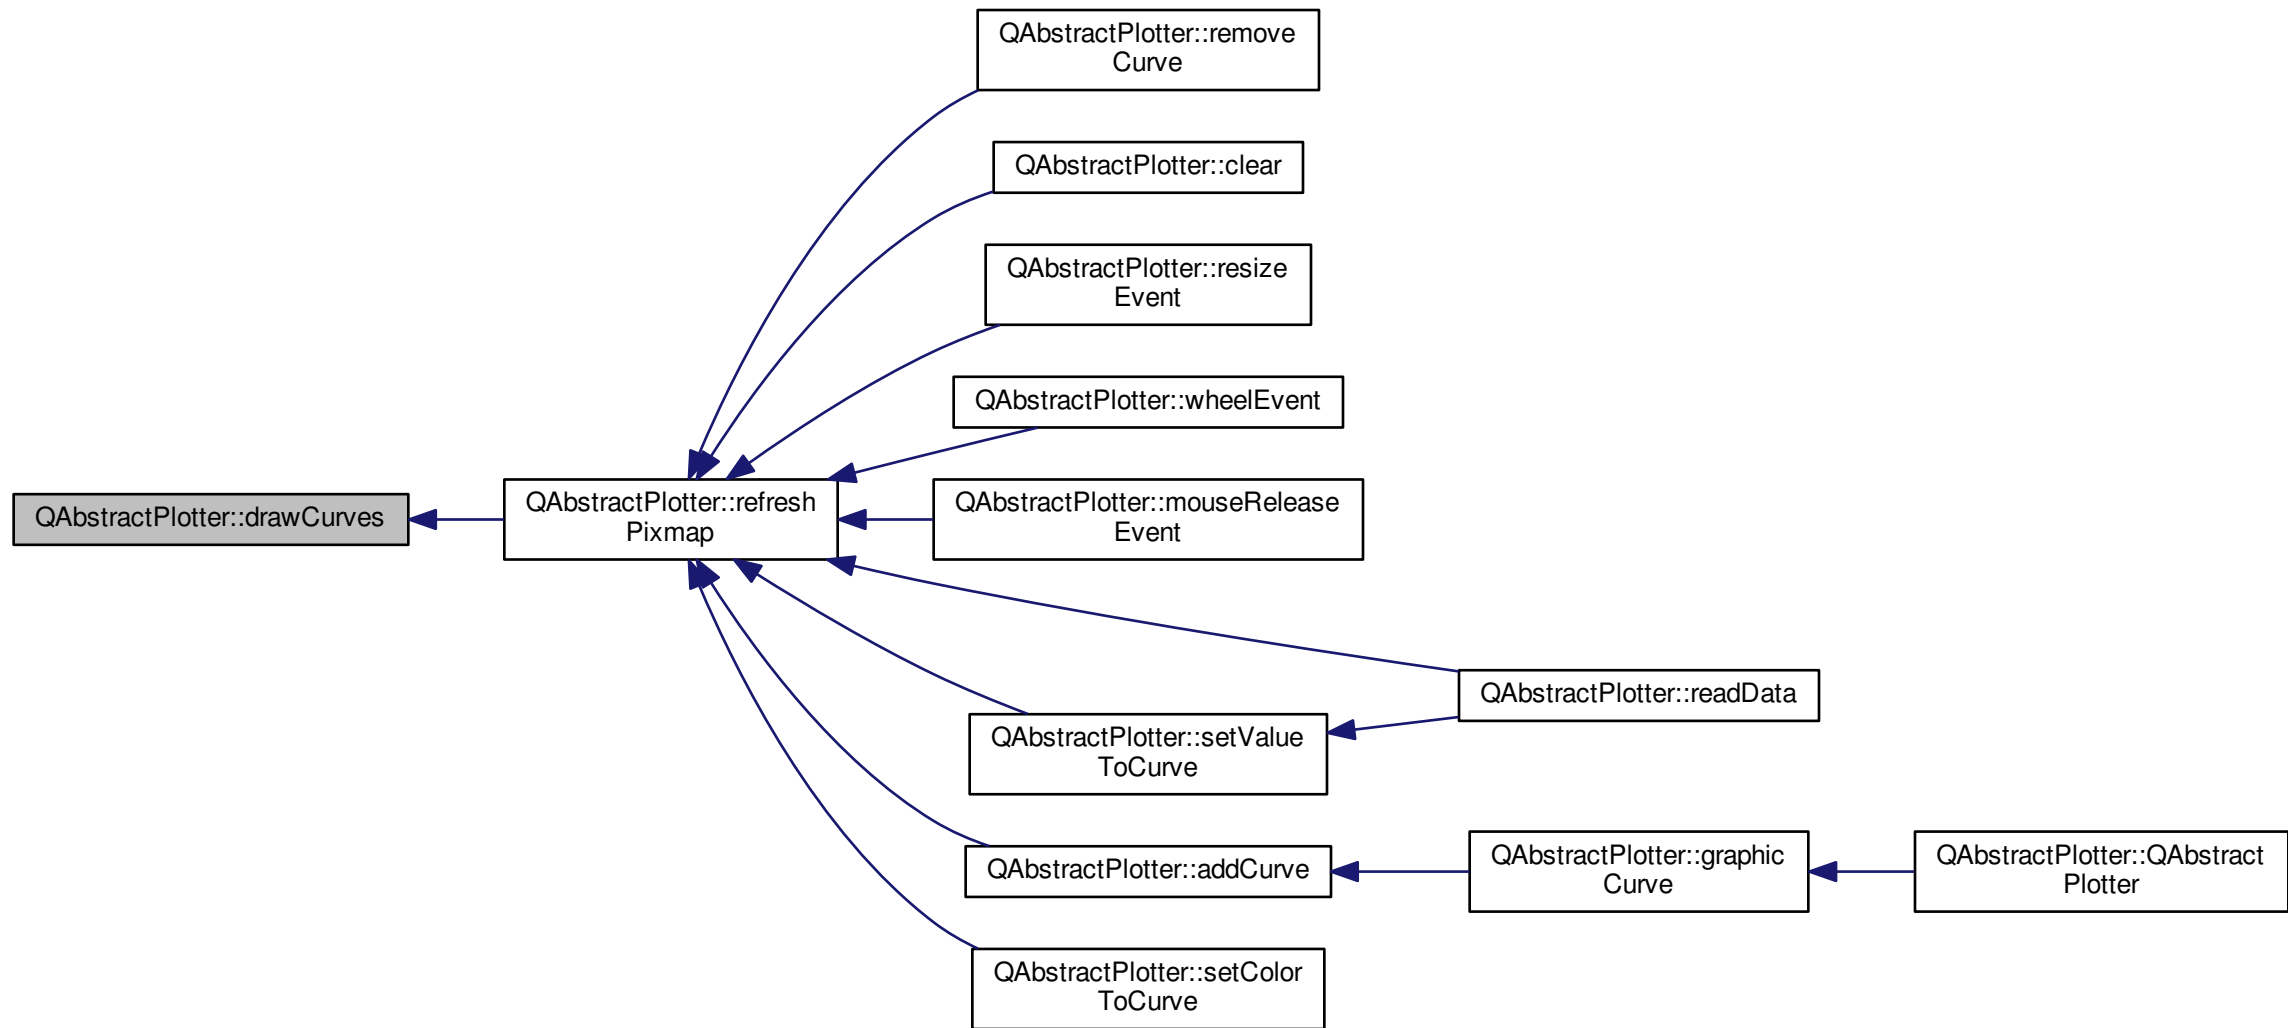 QAbstractPlotter::remove
Curve
QAbstractPlotter::clear
QAbstractPlotter::resize
Event
QAbstractPlotter::wheelEvent
QAbstractPlotter::drawCurves
QAbstractPlotter::refresh
Pixmap
QAbstractPlotter::mouseRelease
Event
QAbstractPlotter::readData
QAbstractPlotter::setValue
ToCurve
QAbstractPlotter::addCurve
QAbstractPlotter::graphic
Curve
QAbstractPlotter::QAbstract
Plotter
QAbstractPlotter::setColor
ToCurve